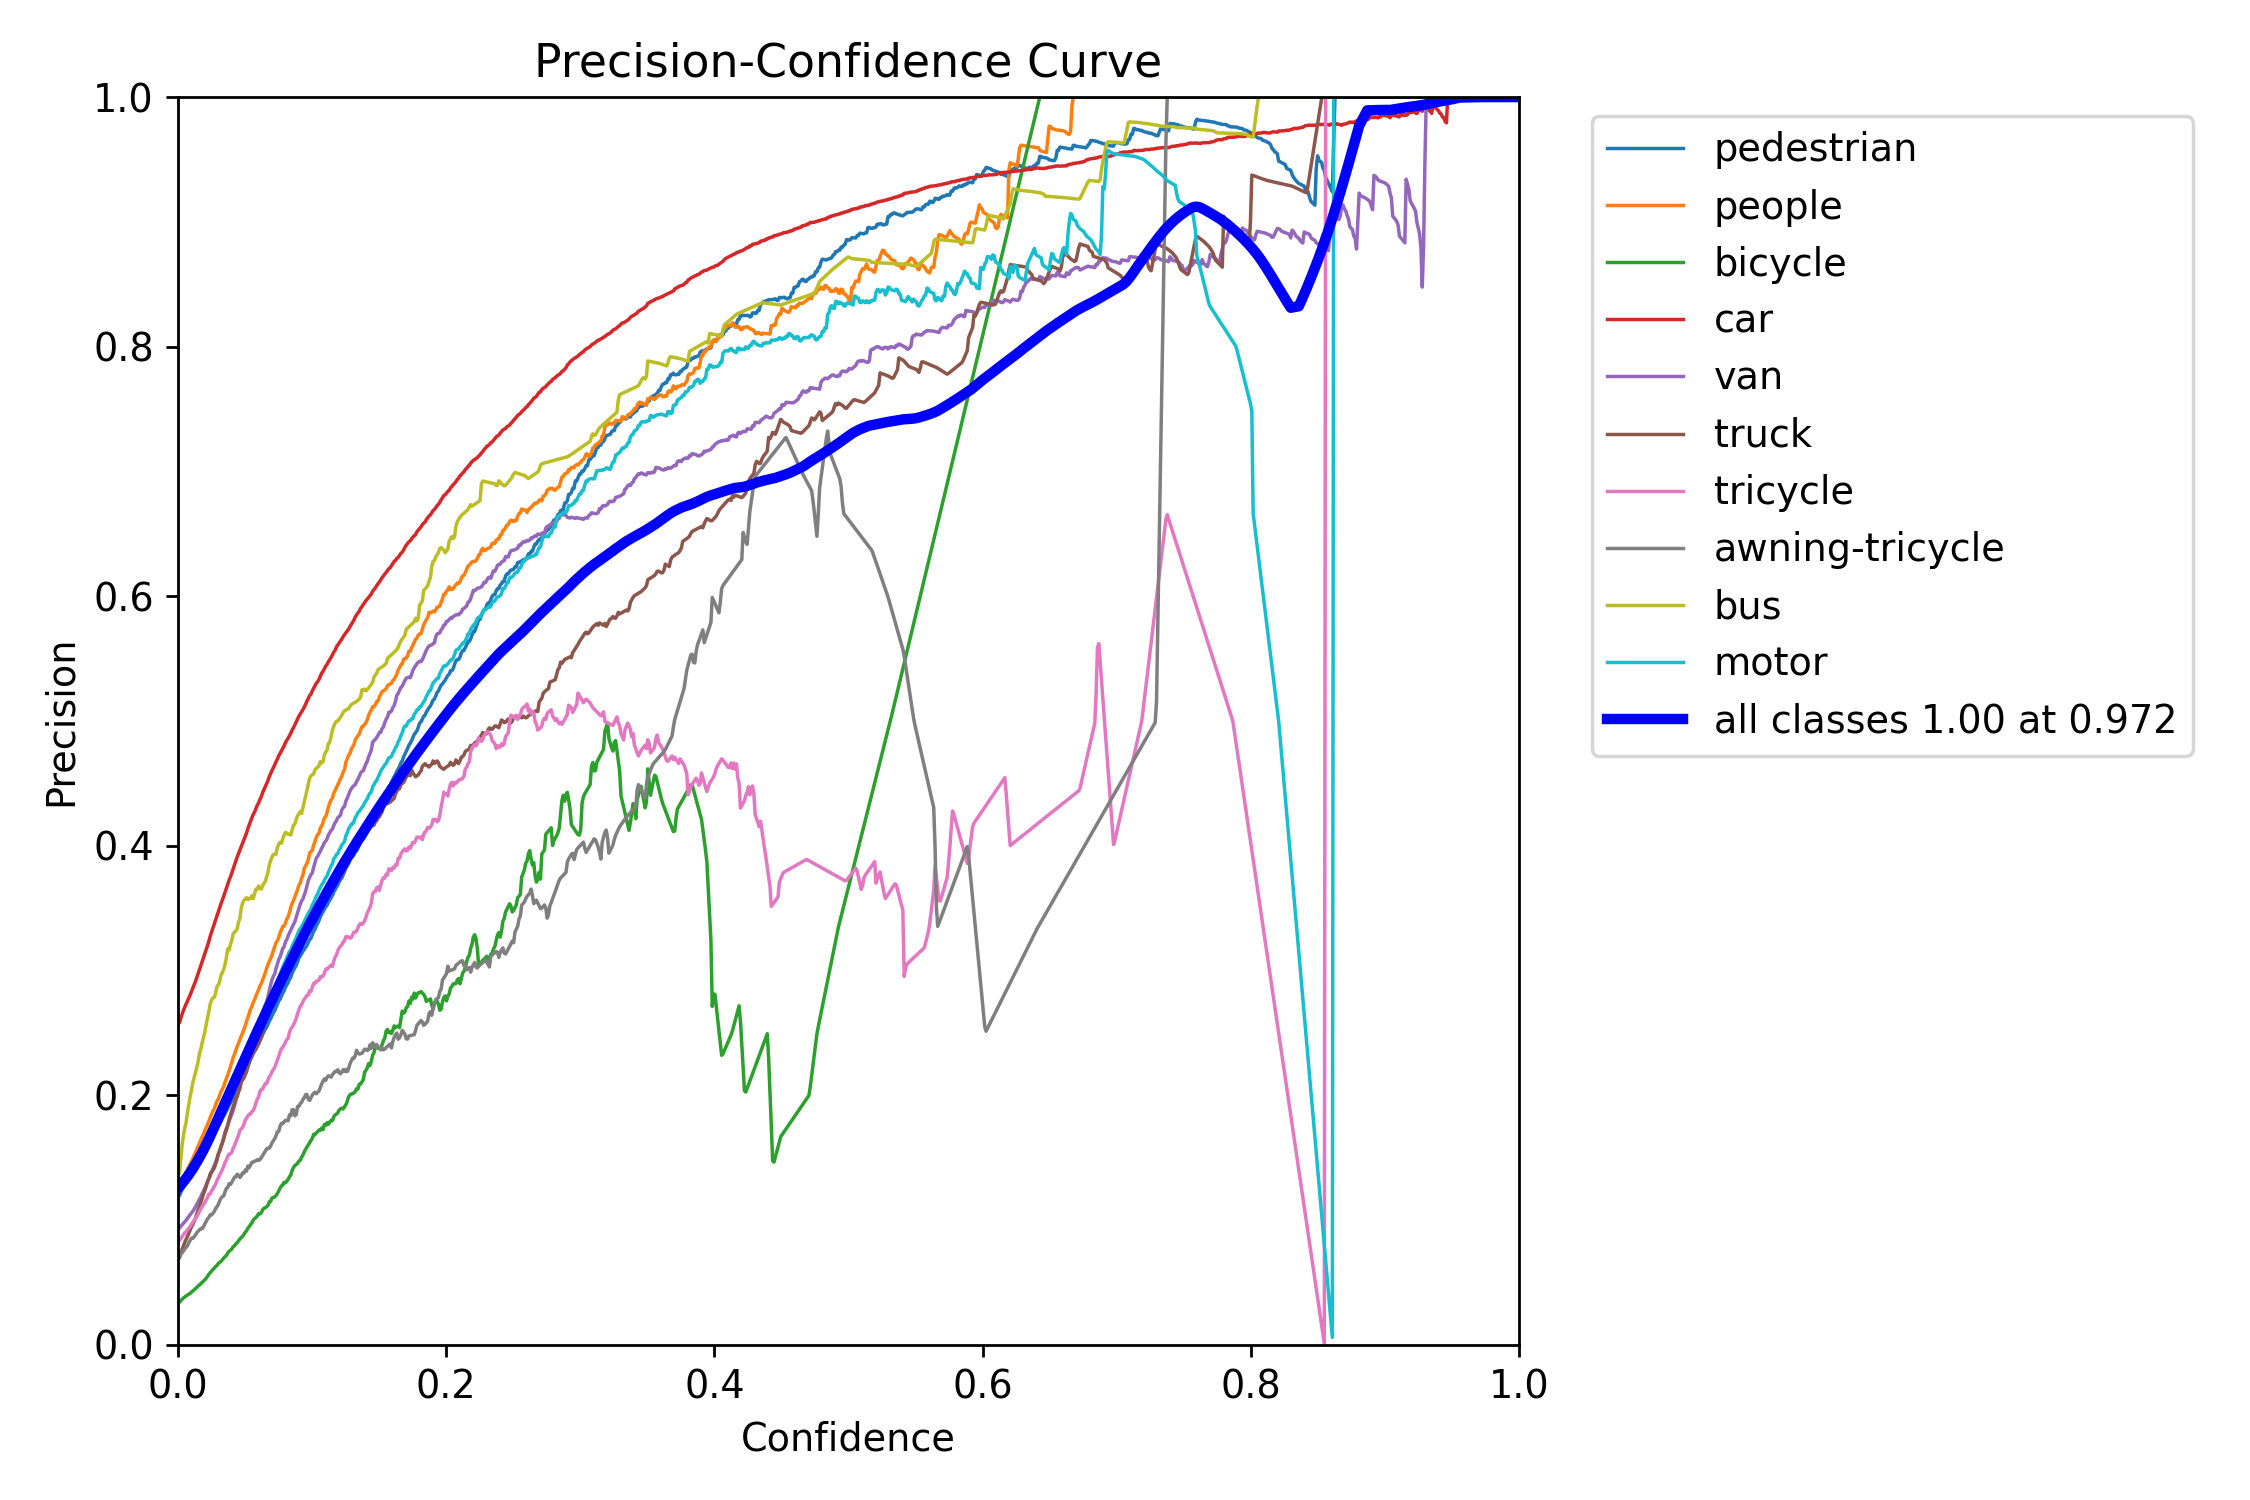 Precision-Confidence Curve
1.0
0.8
0.6
0.4
0.2
0.0
Precision
0.0 0.2 0.4 0.6 0.8 1.0
Confidence
pedestrian
people
bicycle
car
van
truck
tricycle
awning-tricycle
bus
motor
all classes 1.00 at 0.972